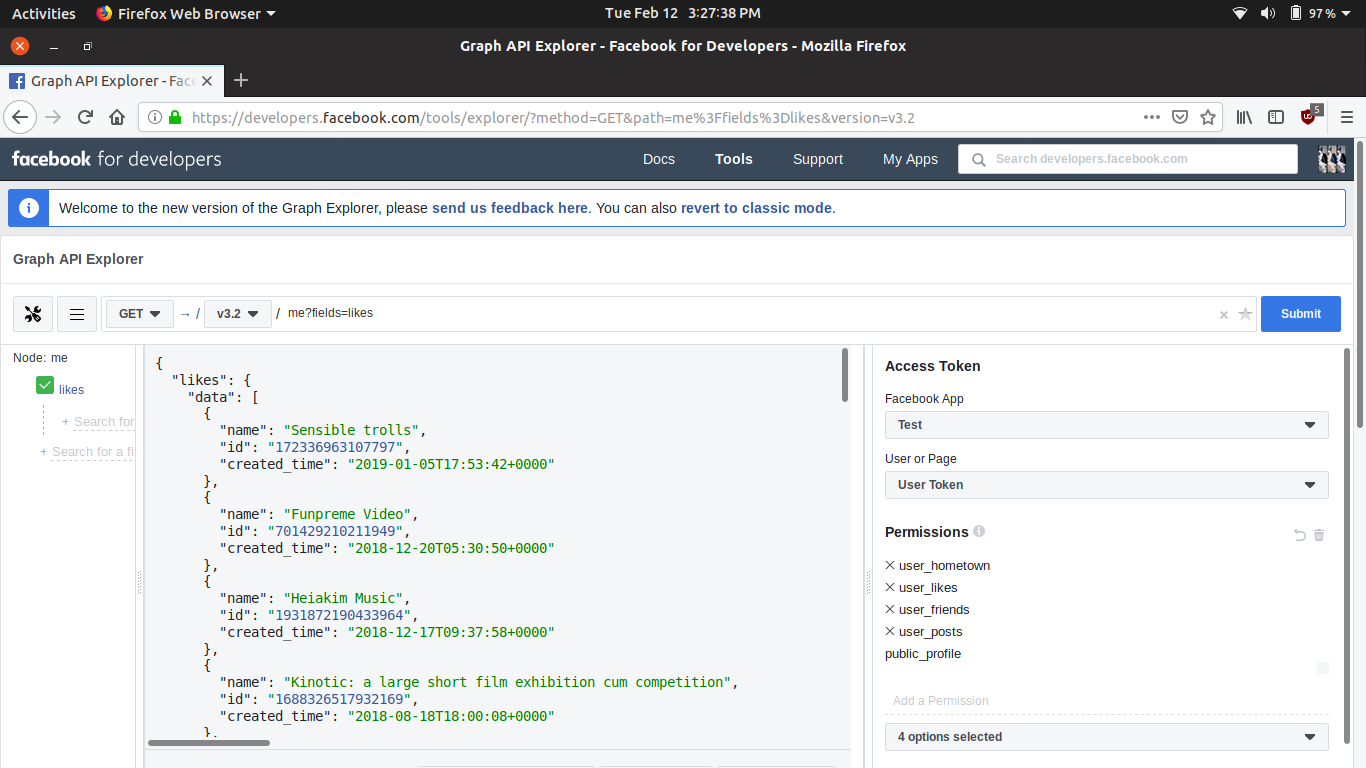 Activities Firefox Web Browser Tue Feb 12 3:27:38 PM 97%
Graph API Explorer - Facebook for Developers - Mozilla Firefox
Graph API Explorer - Face
https://developers.facebook.com/tools/explorer/?method=GET&path=me%3Ffields%3Dlikes&version=v3.2 5
facebook for developers Docs Tools Support My Apps Search developers.facebook.com
Welcome to the new version of the Graph Explorer, please send us feedback here. You can also revert to classic mode.
Graph API Explorer
GET → / v3.2 / me?fields=likes × Submit
Node: me
likes
+ Search for
+ Search for a fi
{
"likes": {
"data": [
{
"name": "Sensible trolls",
"id": "172336963107797",
"created_time": "2019-01-05T17:53:42+0000"
},
{
"name": "Funpreme Video",
"id": "701429210211949",
"created_time": "2018-12-20T05:30:50+0000"
},
{
"name": "Heiakim Music",
"id": "1931872190433964",
"created_time": "2018-12-17T09:37:58+0000"
},
{
"name": "Kinotic: a large short film exhibition cum competition",
"id": "1688326517932169",
"created_time": "2018-08-18T18:00:08+0000"
},
Access Token
Facebook App
Test
User or Page
User Token
Permissions
user_hometown
user_likes
user_friends
user_posts
public_profile
Add a Permission
4 options selected